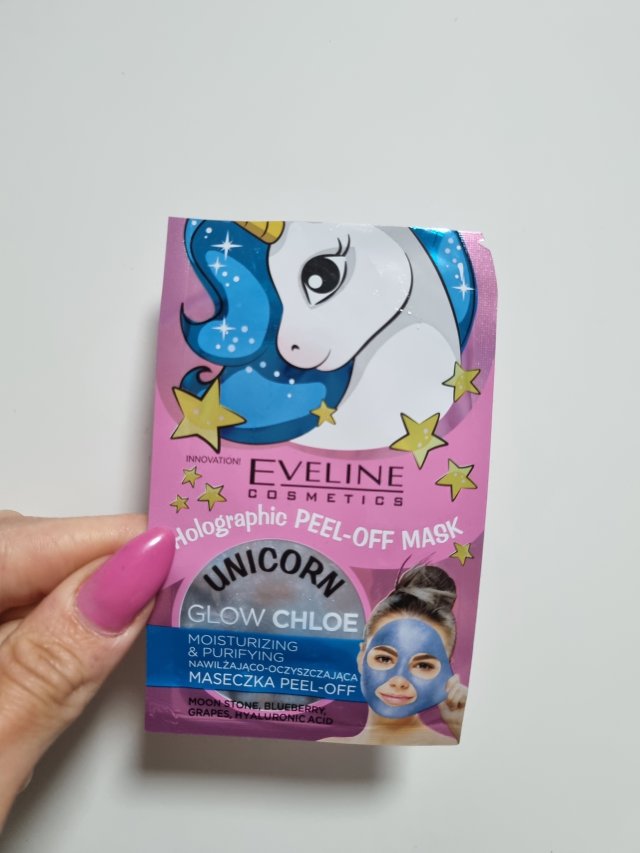 INNOVATION!
EVELINE
COSMETICS
Holographic PEEL-OFF MASK
UNICORN
GLOW CHLOE
MOISTURIZING
& PURIFYING
NAWILŻAJĄCO-OCZYSZCZAJĄCA
MASECZKA PEEL-OFF
MOON STONE, BLUEBERRY,
GRAPES, HYALURONIC ACID